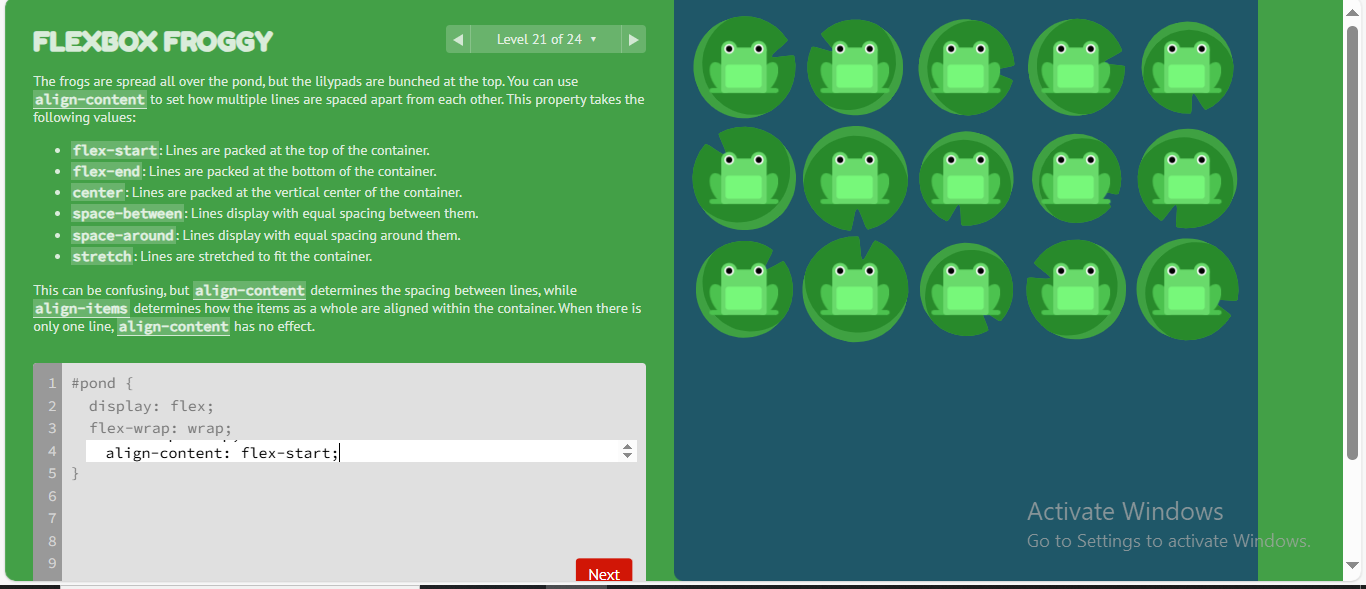 FLEXBOX FROGGY
Level 21 of 24
The frogs are spread all over the pond, but the lilypads are bunched at the top. You can use
align-content to set how multiple lines are spaced apart from each other. This property takes the
following values:
flex-start: Lines are packed at the top of the container.
flex-end: Lines are packed at the bottom of the container.
center: Lines are packed at the vertical center of the container.
space-between: Lines display with equal spacing between them.
space-around: Lines display with equal spacing around them.
stretch: Lines are stretched to fit the container.
This can be confusing, but align-content determines the spacing between lines, while
align-items determines how the items as a whole are aligned within the container. When there is
only one line, align-content has no effect.
1 #pond {
2 display: flex;
3 flex-wrap: wrap;
4 align-content: flex-start;
5 }
6
7
8
9
Next
Activate Windows
Go to Settings to activate Windows.